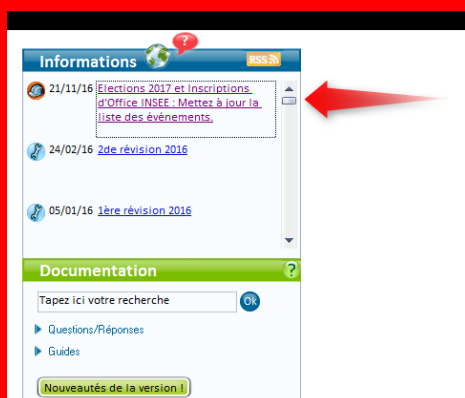 Informations
?
RSS
21/11/16 Elections 2017 et Inscriptions
d'Office INSEE : Mettez à jour la
liste des événements.
24/02/16 2de révision 2016
05/01/16 1ère révision 2016
Documentation
?
Tapez ici votre recherche
Ok
Questions/Réponses
Guides
Nouveautés de la version !